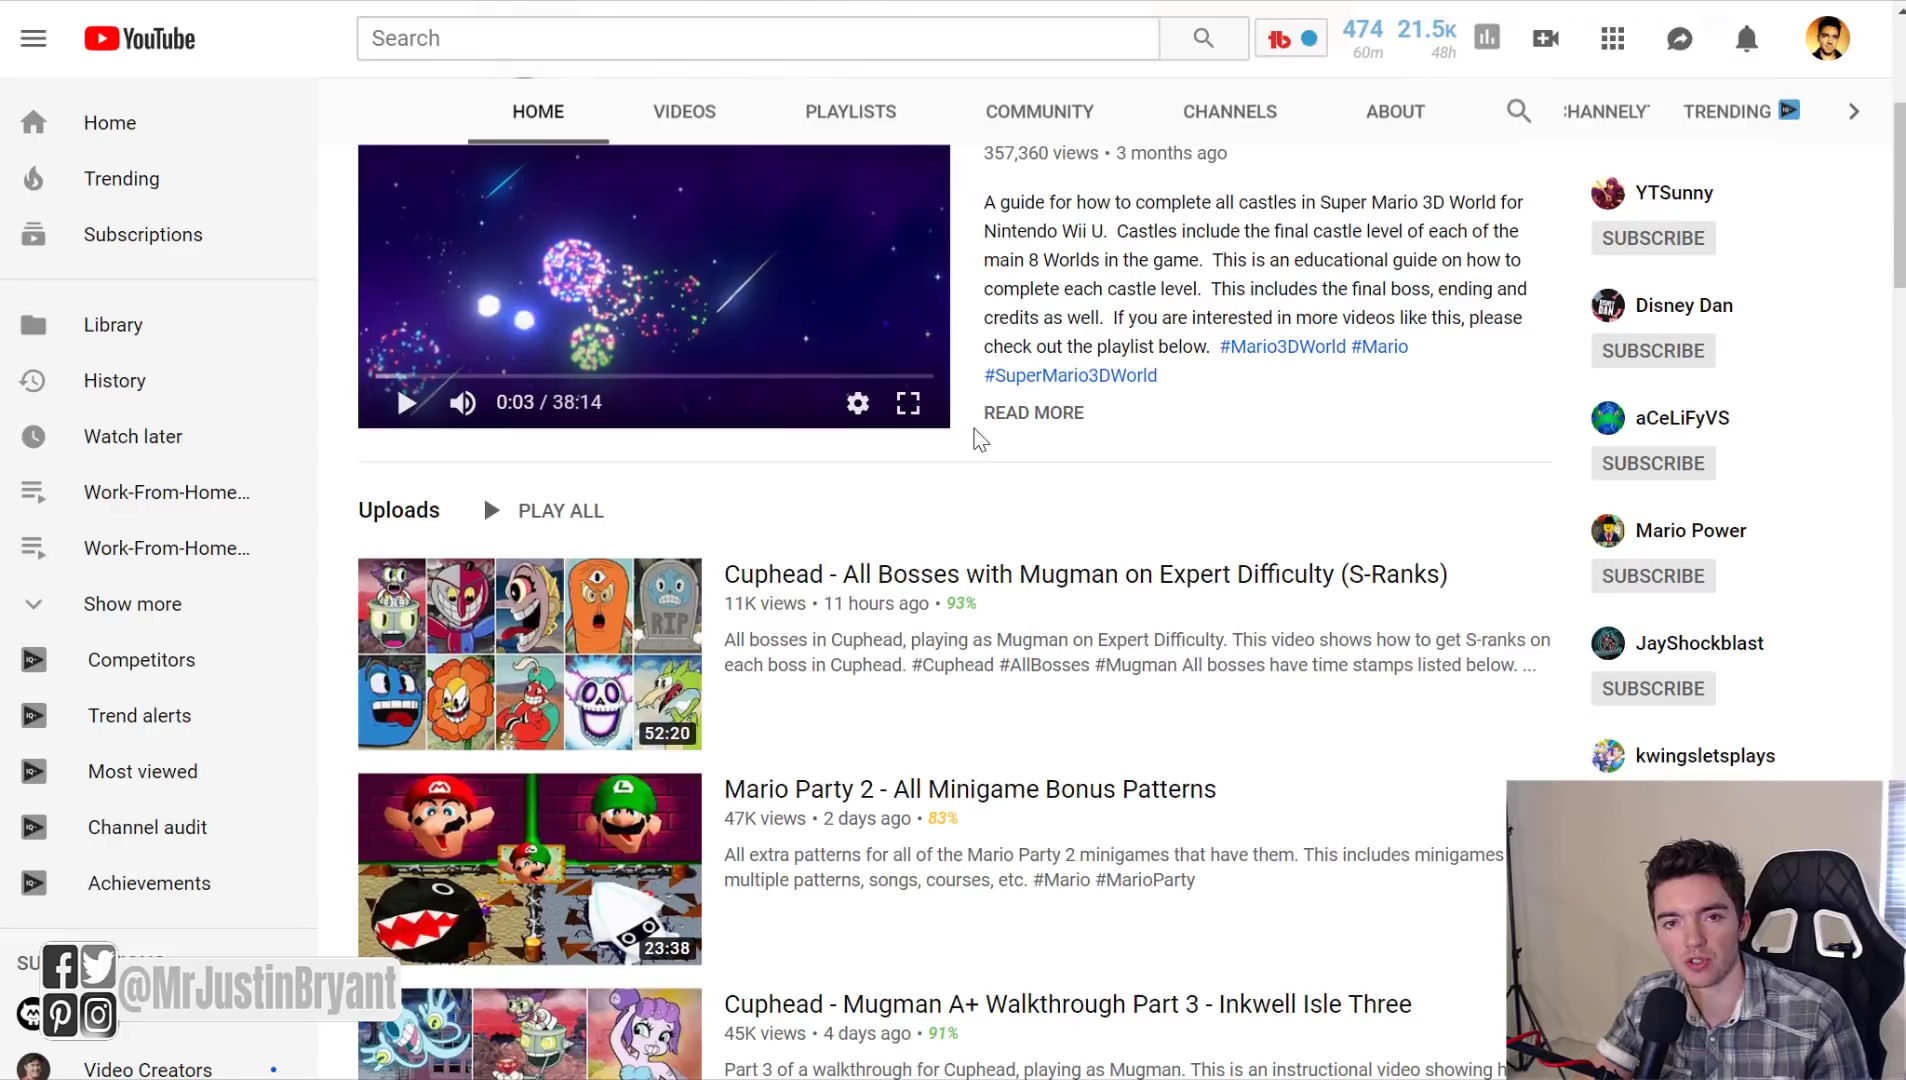 YouTube
Search
474
60m
21.5K
48h
HOME
VIDEOS
PLAYLISTS
COMMUNITY
CHANNELS
ABOUT
TRENDING
Home
Trending
Subscriptions
Library
History
Watch later
Work-From-Home...
Work-From-Home...
Show more
Competitors
Trend alerts
Most viewed
Channel audit
Achievements
@MrJustinBryant
Video Creators
0:03 / 38:14
357,360 views • 3 months ago
A guide for how to complete all castles in Super Mario 3D World for
Nintendo Wii U. Castles include the final castle level of each of the
main 8 Worlds in the game. This is an educational guide on how to
complete each castle level. This includes the final boss, ending and
credits as well. If you are interested in more videos like this, please
check out the playlist below. #Mario3DWorld #Mario
#SuperMario3DWorld
READ MORE
Uploads
PLAY ALL
RIP
52:20
Cuphead - All Bosses with Mugman on Expert Difficulty (S-Ranks)
11K views • 11 hours ago • 93%
All bosses in Cuphead, playing as Mugman on Expert Difficulty. This video shows how to get S-ranks on
each boss in Cuphead. #Cuphead #AllBosses #Mugman All bosses have time stamps listed below. ...
23:38
Mario Party 2 - All Minigame Bonus Patterns
47K views • 2 days ago • 83%
All extra patterns for all of the Mario Party 2 minigames that have them. This includes minigames
multiple patterns, songs, courses, etc. #Mario #MarioParty
Cuphead - Mugman A+ Walkthrough Part 3 - Inkwell Isle Three
45K views • 4 days ago • 91%
Part 3 of a walkthrough for Cuphead, playing as Mugman. This is an instructional video showing
YTSunny
SUBSCRIBE
Disney Dan
SUBSCRIBE
aCeLiFyVS
SUBSCRIBE
Mario Power
SUBSCRIBE
JayShockblast
SUBSCRIBE
kwingsletsplays